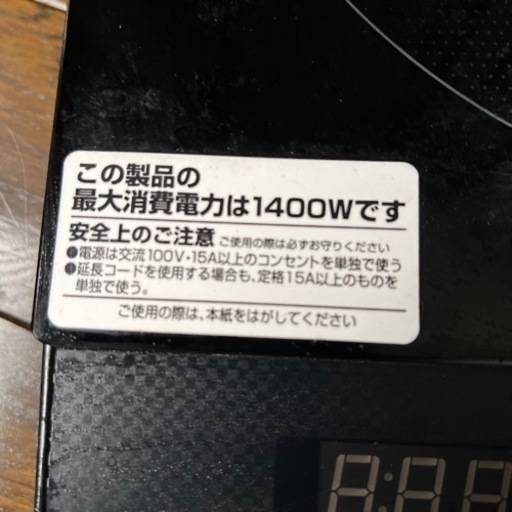 この製品の
最大消費電力は1400Wです
安全上のご注意 ご使用の際は必ずお守りください
●電源は交流100V・15A以上のコンセントを単独で使う
●延長コードを使用する場合も、定格15A以上のものを
単独で使う。
ご使用の際は、本紙をはがしてください